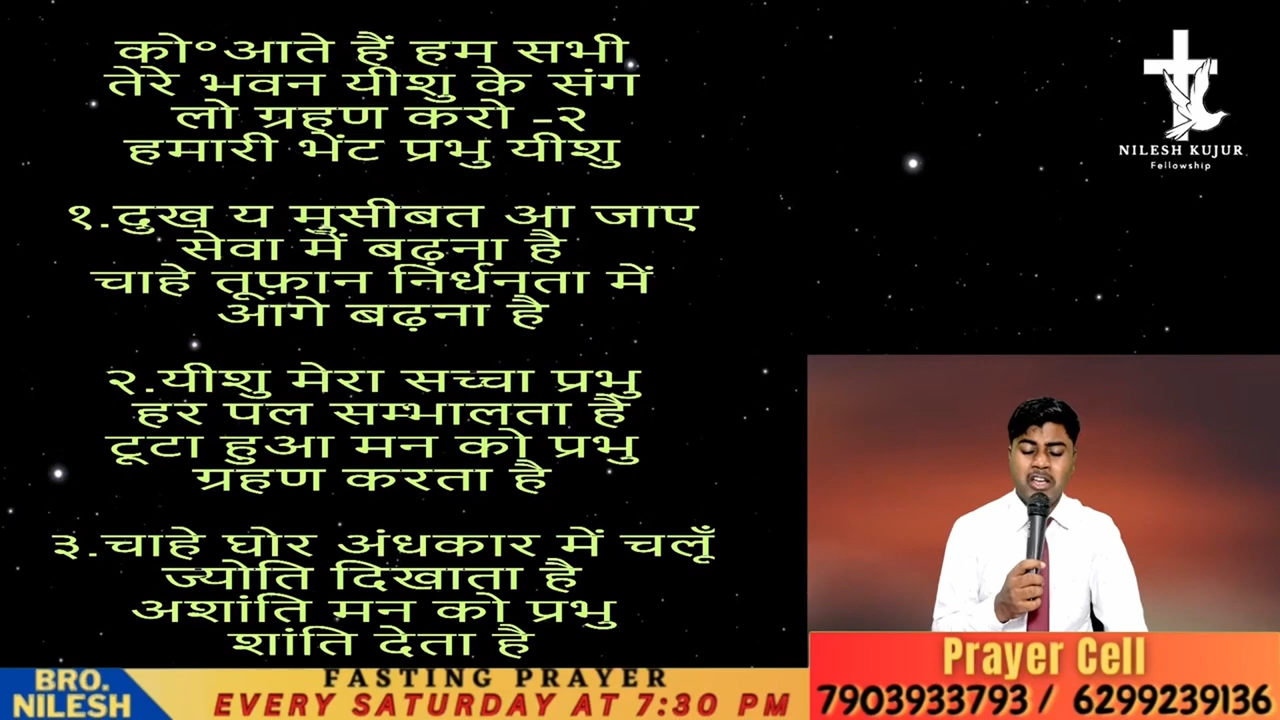 को°आते हैं हम सभी
तेरे भवन यीशु के संग
लो ग्रहण करो -२
हमारी भेंट प्रभु यीशु
१.दुख य मुसीबत आ जाए
सेवा में बढ़ना है
चाहे तूफ़ान निर्धनता में
आगे बढ़ना है
२.यीशु मेरा सच्चा प्रभु
हर पल सम्भालता है
टूटा हुआ मन को प्रभु
ग्रहण करता है
३.चाहे घोर अंधकार में चलूँ
ज्योति दिखाता है
अशांति मन को प्रभु
शांति देता है
NILESH KUJUR
Fellowship
BRO.
NILESH
FASTING PRAYER
EVERY SATURDAY AT 7:30 PM
Prayer Cell
7903933793 / 6299239136